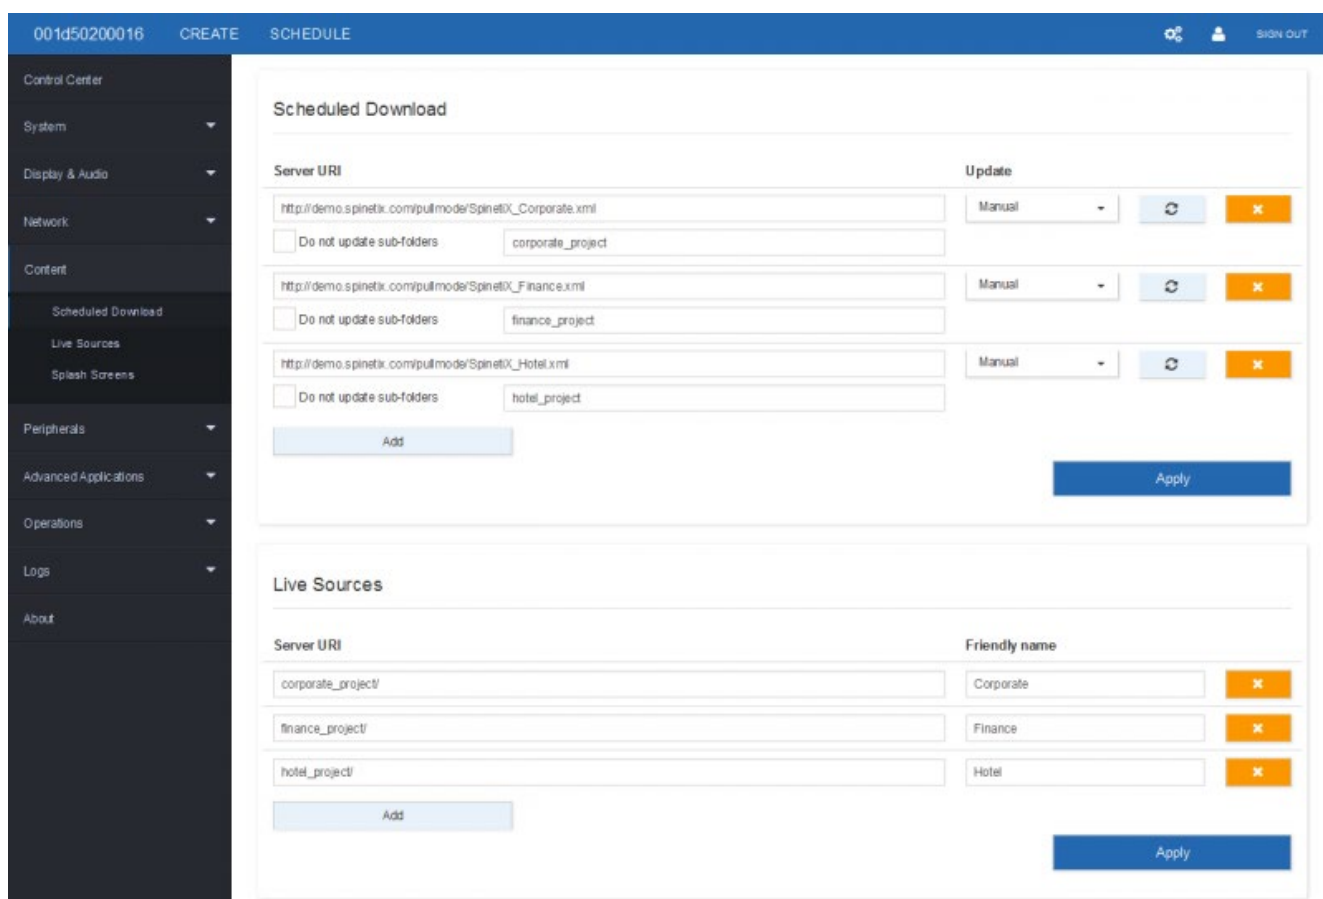 001d50200016 CREATE SCHEDULE SIGN OUT
Control Center
System
Display & Audio
Network
Content
Scheduled Download
Live Sources
Splash Screens
Peripherals
Advanced Applications
Operations
Logs
About
Scheduled Download
Server URI Update
http://demo.spinetix.com/pullmode/SpinetiX_Corporate.xml Manual
Do not update sub-folders corporate_project
http://demo.spinetix.com/pullmode/SpinetiX_Finance.xml Manual
Do not update sub-folders finance_project
http://demo.spinetix.com/pullmode/SpinetiX_Hotel.xml Manual
Do not update sub-folders hotel_project
Add
Apply
Live Sources
Server URI Friendly name
corporate_project/ Corporate
finance_project/ Finance
hotel_project/ Hotel
Add
Apply